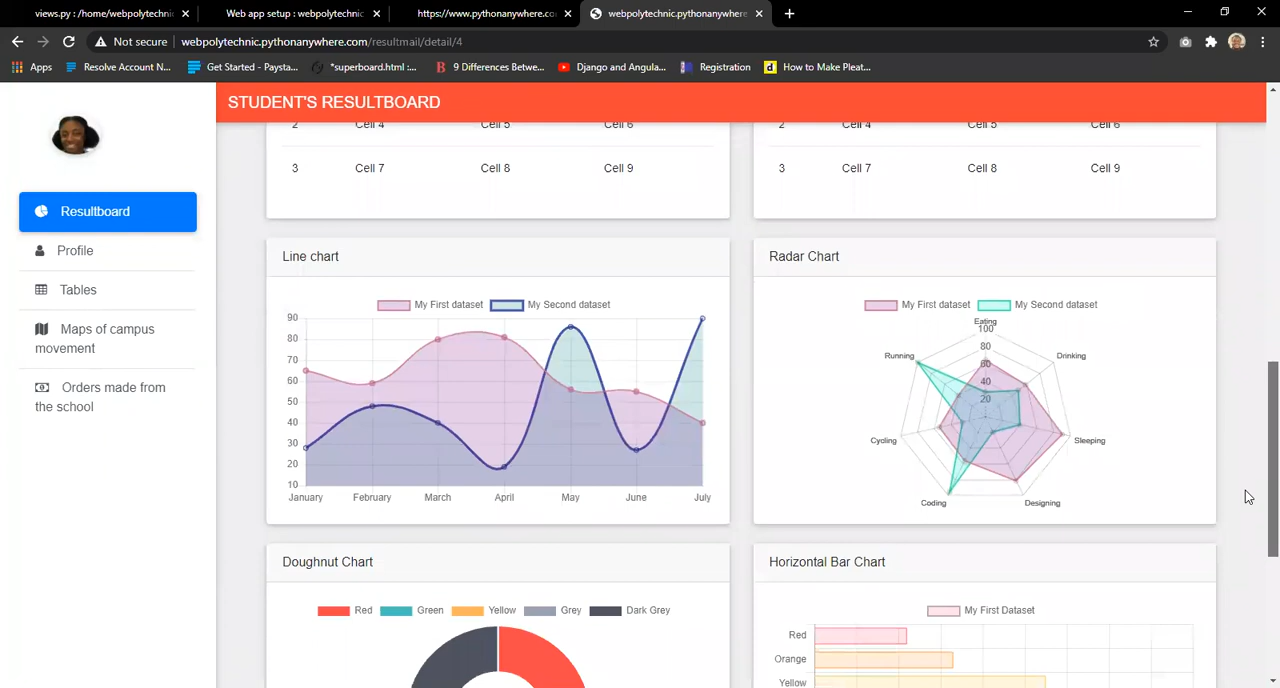 views.py : /home/webpolytechnic
Web app setup : webpolytechnic
https://www.pythonanywhere.co
webpolytechnic.pythonanywhere
Not secure webpolytechnic.pythonanywhere.com/resultmail/detail/4
Apps Resolve Account N... Get Started - Paysta... *superboard.html :... 9 Differences Betwe... Django and Angula... Registration How to Make Pleat...
STUDENT'S RESULTBOARD
Resultboard
Profile
Tables
Maps of campus
movement
Orders made from
the school
2 Cell 4 Cell 5 Cell 6
3 Cell 7 Cell 8 Cell 9
2 Cell 4 Cell 5 Cell 6
3 Cell 7 Cell 8 Cell 9
Line chart
My First dataset My Second dataset
90
80
70
60
50
40
30
20
10
January February March April May June July
Radar Chart
My First dataset My Second dataset
Eating
100
80
60
40
20
Running Drinking
Cycling Sleeping
Coding Designing
Doughnut Chart
Red Green Yellow Grey Dark Grey
Horizontal Bar Chart
My First Dataset
Red
Orange
Yellow